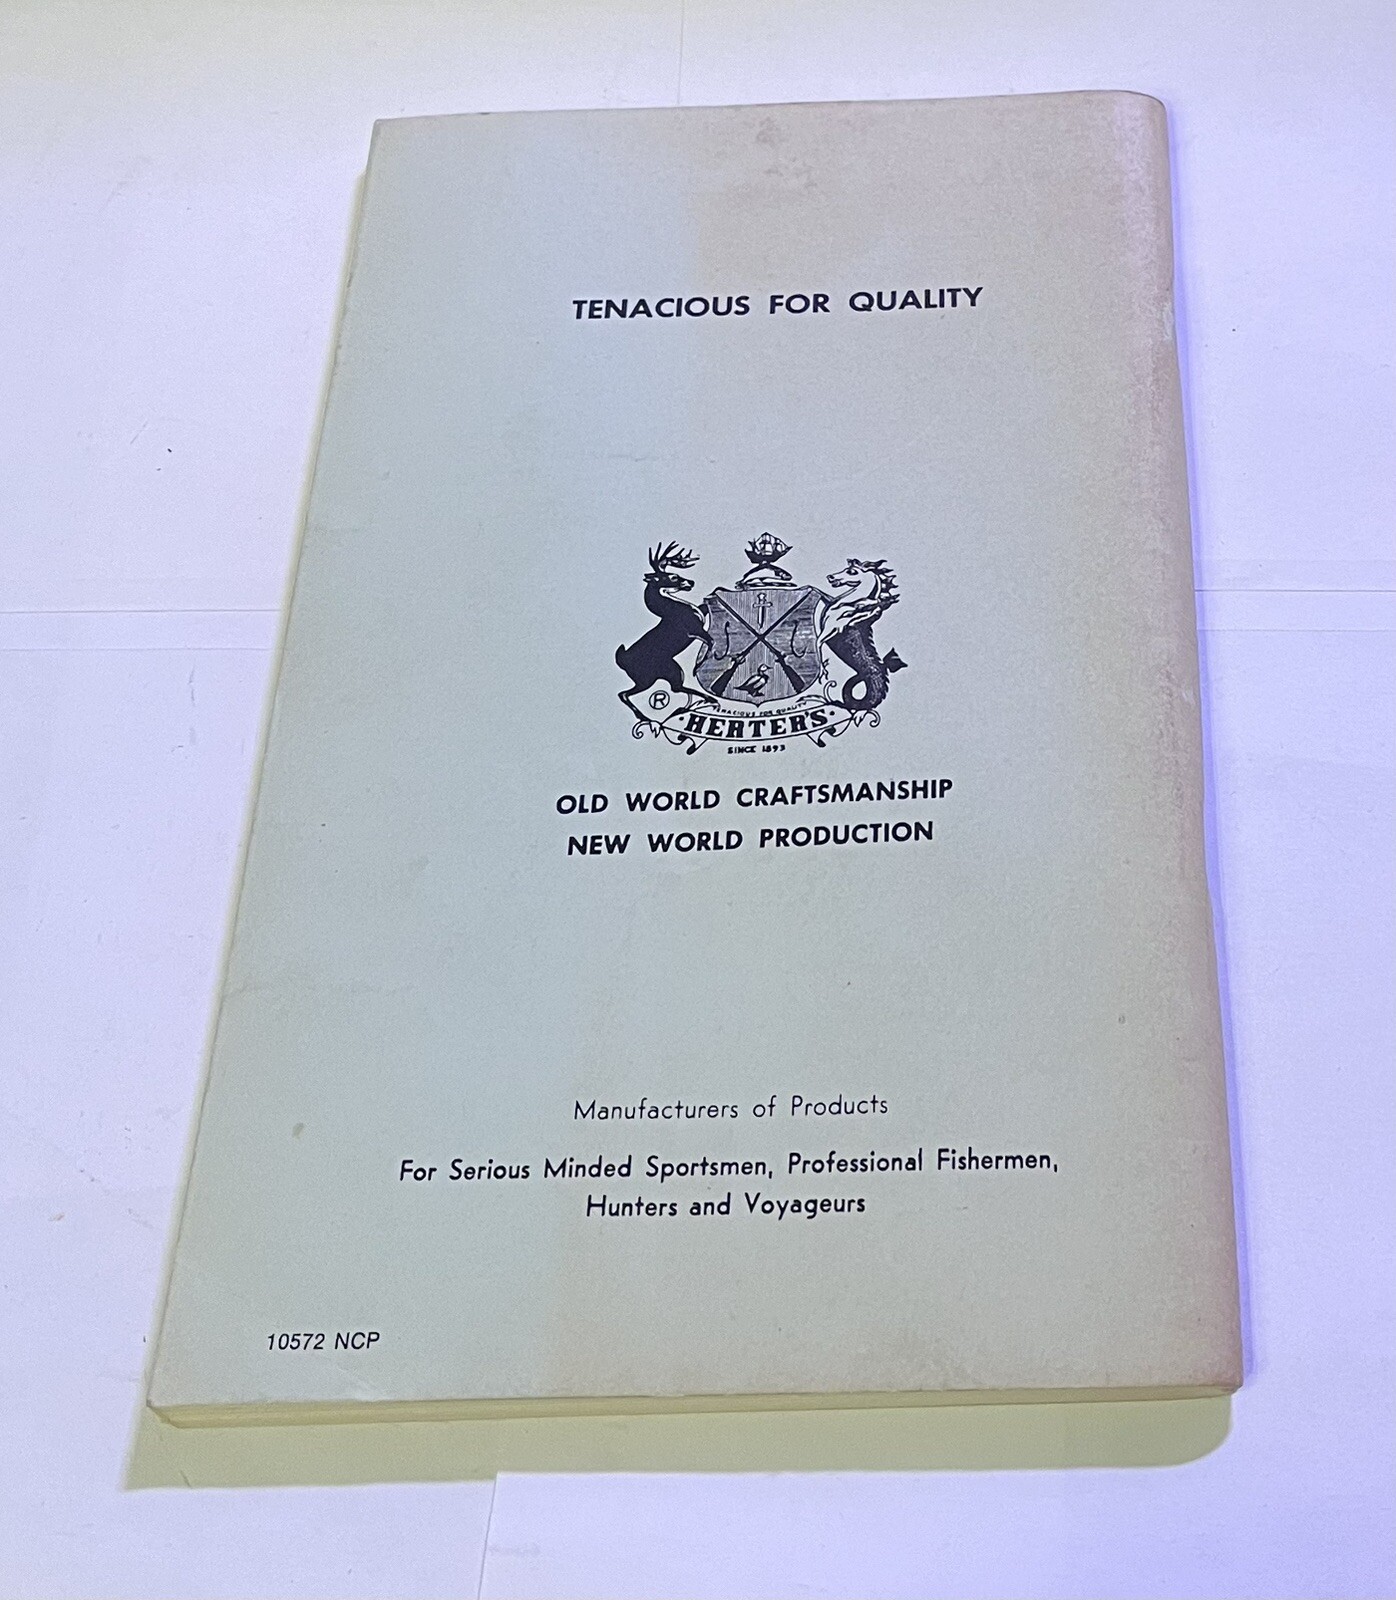 TENACIOUS FOR QUALITY
®
TENACIOUS FOR QUALITY
HERTER'S
SINCE 1893
OLD WORLD CRAFTSMANSHIP
NEW WORLD PRODUCTION
Manufacturers of Products
For Serious Minded Sportsmen, Professional Fishermen,
Hunters and Voyageurs
10572 NCP